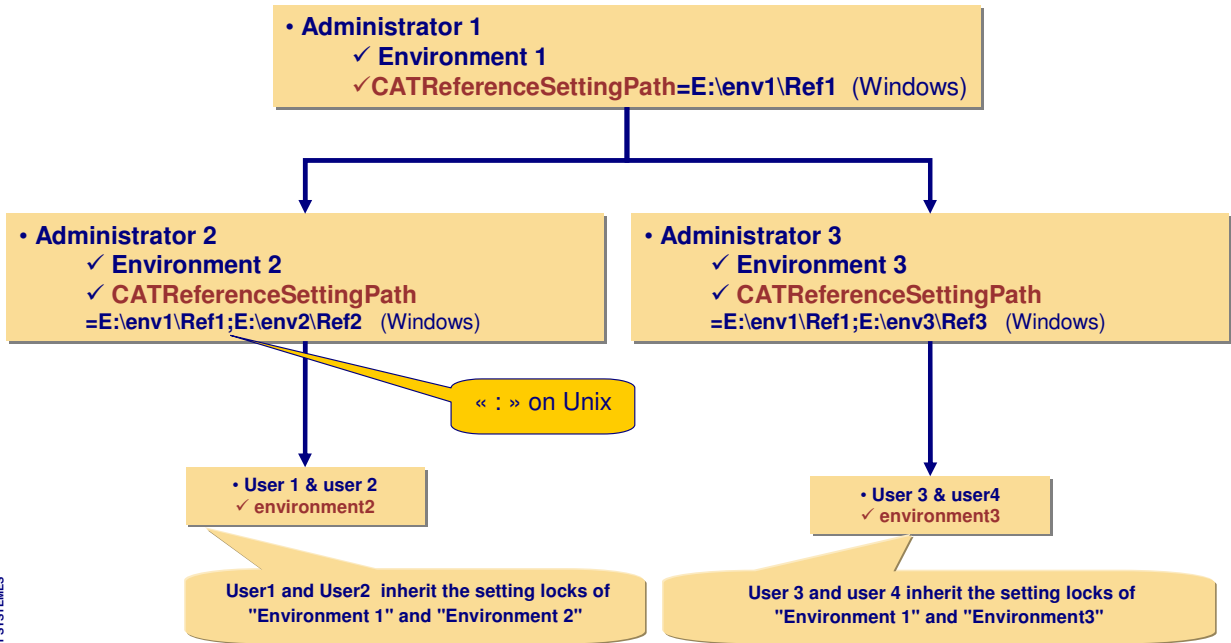 • Administrator 1
✓ Environment 1
✓CATReferenceSettingPath=E:\env1\Ref1 (Windows)
• Administrator 2
✓ Environment 2
✓ CATReferenceSettingPath
=E:\env1\Ref1;E:\env2\Ref2 (Windows)
• Administrator 3
✓ Environment 3
✓ CATReferenceSettingPath
=E:\env1\Ref1;E:\env3\Ref3 (Windows)
« : » on Unix
• User 1 & user 2
✓ environment2
• User 3 & user4
✓ environment3
User1 and User2 inherit the setting locks of
"Environment 1" and "Environment 2"
User 3 and user 4 inherit the setting locks of
"Environment 1" and "Environment3"
SYSTEMES